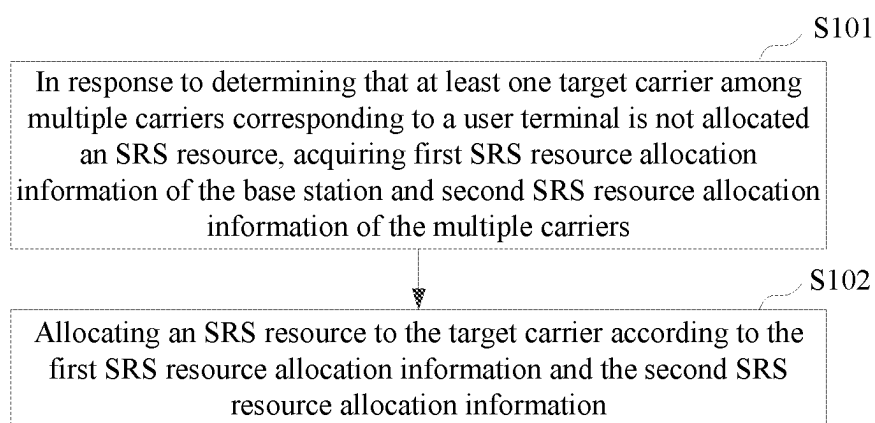 S101
In response to determining that at least one target carrier among
multiple carriers corresponding to a user terminal is not allocated
an SRS resource, acquiring first SRS resource allocation
information of the base station and second SRS resource allocation
information of the multiple carriers
S102
Allocating an SRS resource to the target carrier according to the
first SRS resource allocation information and the second SRS
resource allocation information